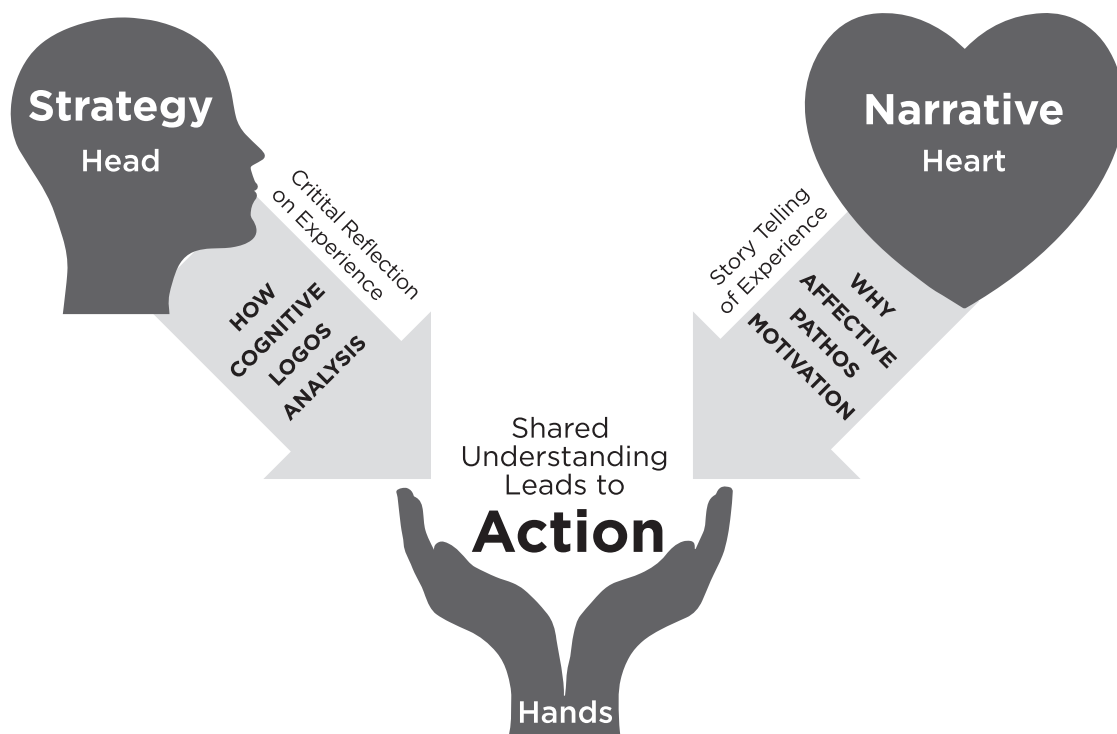 Strategy
Head
Critital Reflection
on Experience
HOW
COGNITIVE
LOGOS
ANALYSIS
Narrative
Heart
Story Telling
of Experience
WHY
AFFECTIVE
PATHOS
MOTIVATION
Shared
Understanding
Leads to
Action
Hands